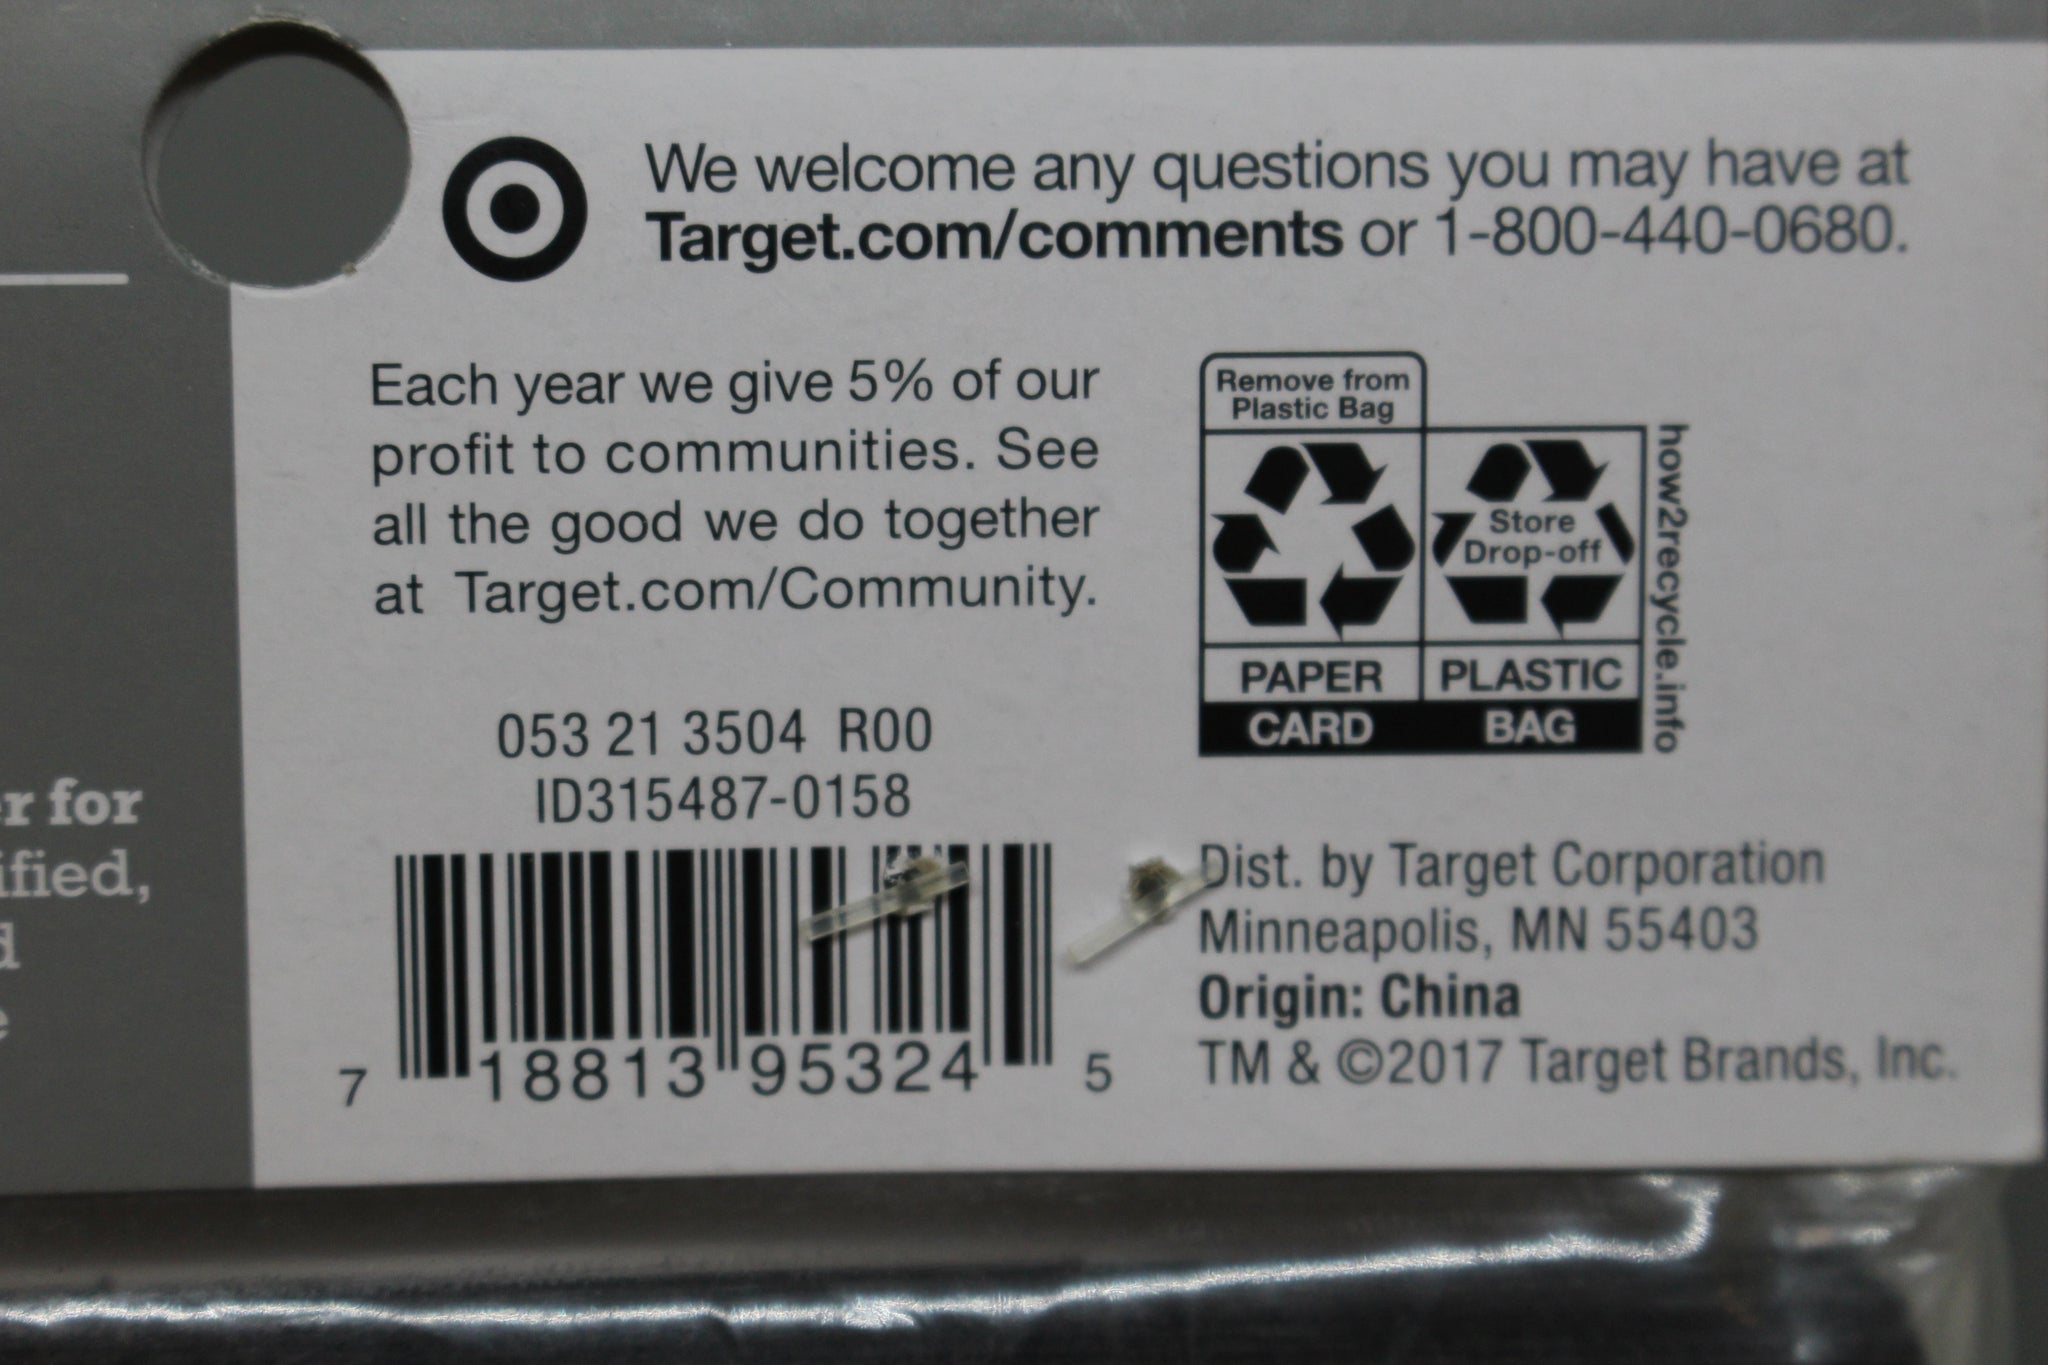 We welcome any questions you may have at
Target.com/comments or 1-800-440-0680.
Each year we give 5% of our
profit to communities. See
all the good we do together
at Target.com/Community.
Remove from
Plastic Bag
Store
Drop-off
PAPER
CARD
PLASTIC
BAG
how2recycle.info
053 21 3504 R00
ID315487-0158
7 18813 95324 5
Dist. by Target Corporation
Minneapolis, MN 55403
Origin: China
TM & ©2017 Target Brands, Inc.
r for
ified,
d
e